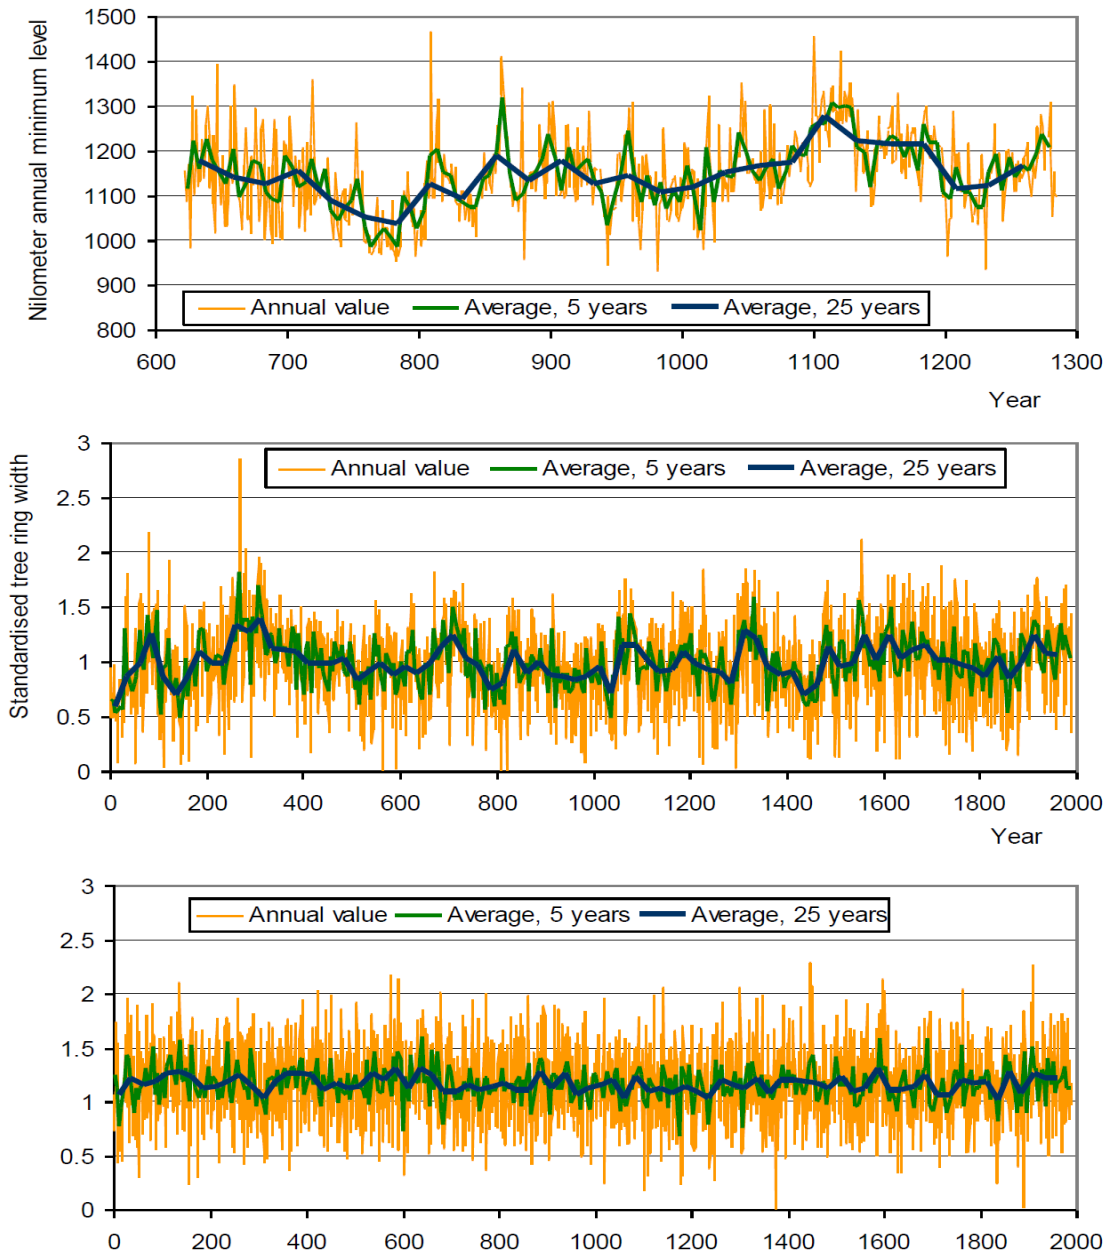 Nilometer annual minimum level
1500
1400
1300
1200
1100
1000
900
800
Annual value Average, 5 years Average, 25 years
600 700 800 900 1000 1100 1200 1300
Year
Standardised tree ring width
3
2.5
2
1.5
1
0.5
0
Annual value Average, 5 years Average, 25 years
0 200 400 600 800 1000 1200 1400 1600 1800 2000
Year
3
2.5
2
1.5
1
0.5
0
Annual value Average, 5 years Average, 25 years
0 200 400 600 800 1000 1200 1400 1600 1800 2000